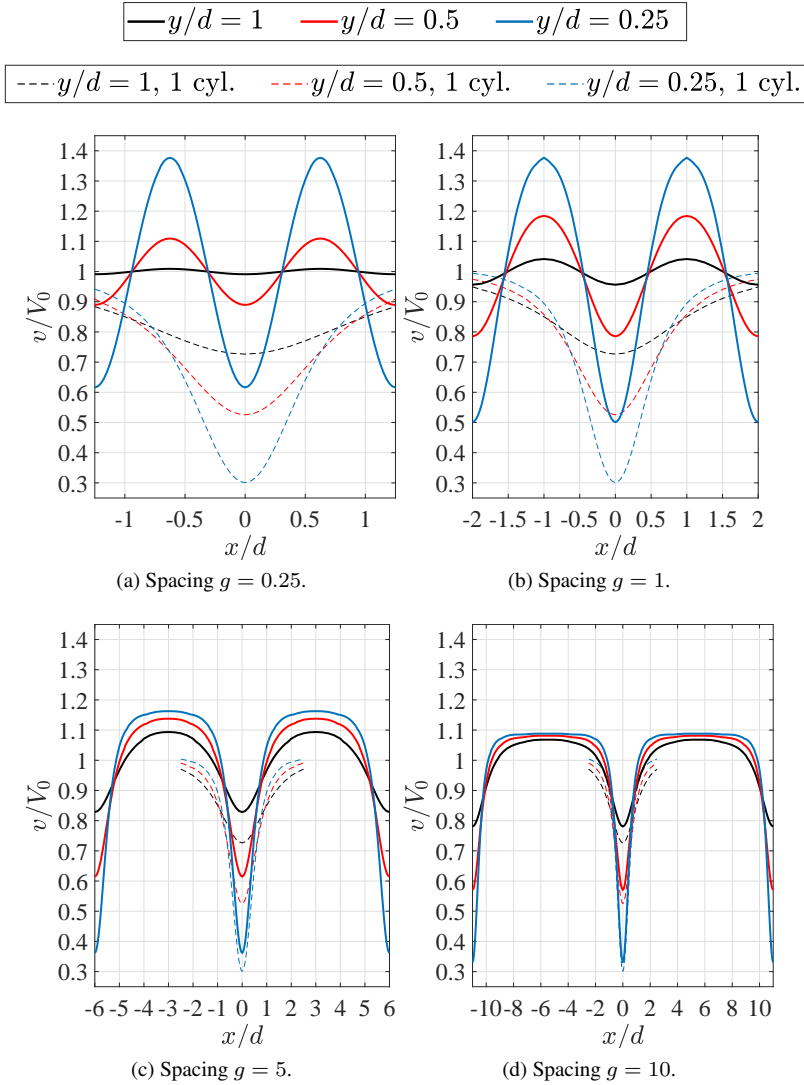 y/d = 1 y/d = 0.5 y/d = 0.25
y/d = 1, 1 cyl. y/d = 0.5, 1 cyl. y/d = 0.25, 1 cyl.
1.4
1.3
1.2
1.1
1
0.9
0.8
0.7
0.6
0.5
0.4
0.3
v/V0
-1 -0.5 0 0.5 1
x/d
(a) Spacing g = 0.25.
1.4
1.3
1.2
1.1
1
0.9
0.8
0.7
0.6
0.5
0.4
0.3
v/V0
-2 -1.5 -1 -0.5 0 0.5 1 1.5 2
x/d
(b) Spacing g = 1.
1.4
1.3
1.2
1.1
1
0.9
0.8
0.7
0.6
0.5
0.4
0.3
v/V0
-6 -5 -4 -3 -2 -1 0 1 2 3 4 5 6
x/d
(c) Spacing g = 5.
1.4
1.3
1.2
1.1
1
0.9
0.8
0.7
0.6
0.5
0.4
0.3
v/V0
-10 -8 -6 -4 -2 0 2 4 6 8 10
x/d
(d) Spacing g = 10.